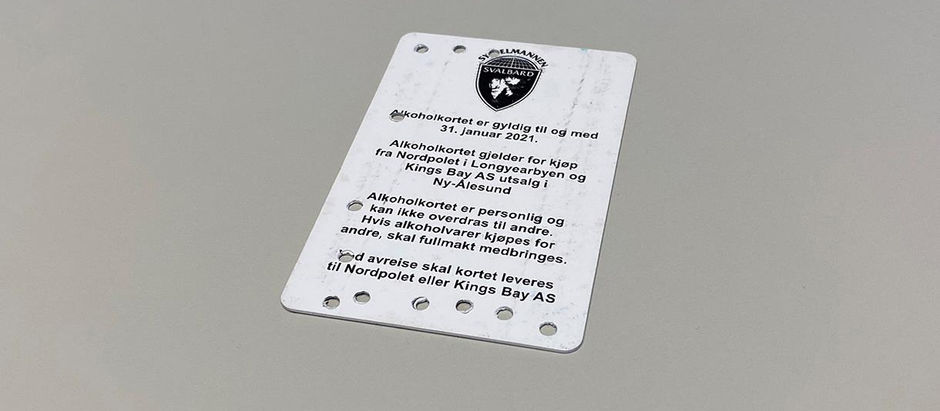 SYSSELMANNEN
SVALBARD
Alkoholkortet er gyldig til og med
31. januar 2021.
Alkoholkortet gjelder for kjøp
fra Nordpolet i Longyearbyen og
Kings Bay AS utsalg i
Ny-Ålesund
Alkoholkortet er personlig og
kan ikke overdras til andre.
Hvis alkoholvarer kjøpes for
andre, skal fullmakt medbringes.
Ved avreise skal kortet leveres
til Nordpolet eller Kings Bay AS